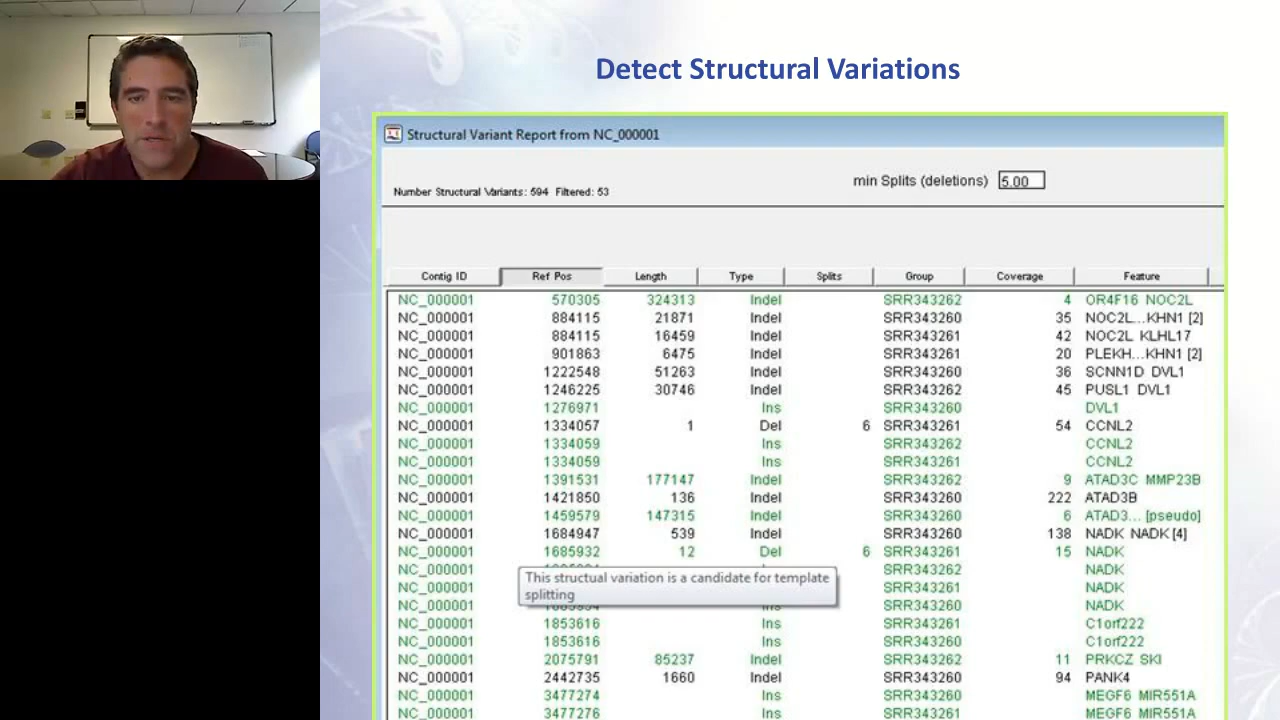 Detect Structural Variations
Structural Variant Report from NC_000001
min Splits (deletions) 5.00
Number Structural Variants: 594 Filtered: 53
Contig ID Ref Pos Length Type Splits Group Coverage Feature
NC_000001 570305 324313 Indel SRR343262 4 OR4F16 NOC2L
NC_000001 884115 21871 Indel SRR343260 35 NOC2L...KHN1 [2]
NC_000001 884115 16459 Indel SRR343261 42 NOC2L KLHL17
NC_000001 901863 6475 Indel SRR343261 20 PLEKH...KHN1 [2]
NC_000001 1222548 51263 Indel SRR343260 36 SCNN1D DVL1
NC_000001 1246225 30746 Indel SRR343262 45 PUSL1 DVL1
NC_000001 1276971 Ins SRR343260 DVL1
NC_000001 1334057 1 Del 6 SRR343261 54 CCNL2
NC_000001 1334059 Ins SRR343262 CCNL2
NC_000001 1334059 Ins SRR343261 CCNL2
NC_000001 1391531 177147 Indel SRR343262 9 ATAD3C MMP23B
NC_000001 1421850 136 Indel SRR343260 222 ATAD3B
NC_000001 1459579 147315 Indel SRR343260 6 ATAD3... [pseudo]
NC_000001 1684947 539 Indel SRR343260 138 NADK NADK [4]
NC_000001 1685932 12 Del 6 SRR343261 15 NADK
NC_000001 SRR343262 NADK
This structual variation is a candidate for template
splitting
NC_000001 SRR343261 NADK
NC_000001 Ins SRR343260 NADK
NC_000001 1853616 Ins SRR343261 C1orf222
NC_000001 1853616 Ins SRR343260 C1orf222
NC_000001 2075791 85237 Indel SRR343262 11 PRKCZ SKI
NC_000001 2442735 1660 Indel SRR343260 94 PANK4
NC_000001 3477274 Ins SRR343260 MEGF6 MIR551A
NC_000001 3477276 Ins SRR343261 MEGF6 MIR551A